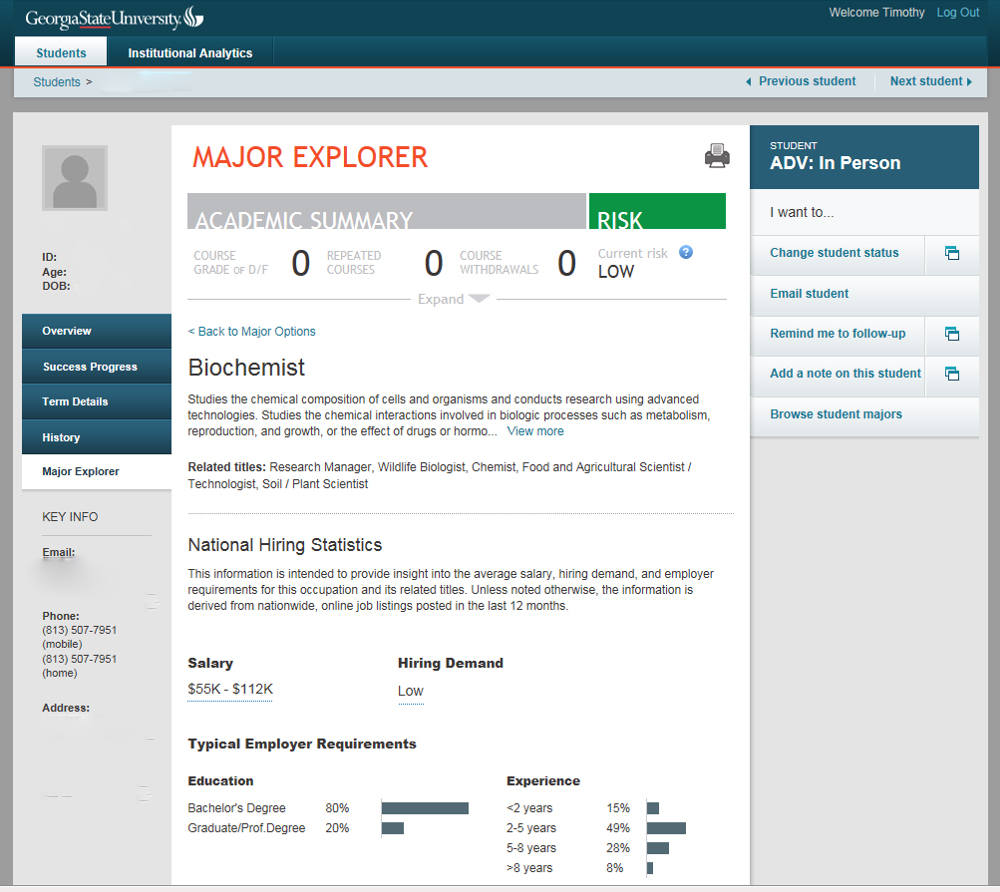 GeorgiaStateUniversity
Welcome Timothy Log Out
Students Institutional Analytics
Students >
Previous student Next student
ID:
Age:
DOB:
Overview
Success Progress
Term Details
History
Major Explorer
KEY INFO
Email:
Phone:
(813) 507-7951
(mobile)
(813) 507-7951
(home)
Address:
MAJOR EXPLORER
ACADEMIC SUMMARY RISK
COURSE
GRADE OF D/F
0
REPEATED
COURSES
0
COURSE
WITHDRAWALS
0
Current risk ?
LOW
Expand
< Back to Major Options
Biochemist
Studies the chemical composition of cells and organisms and conducts research using advanced
technologies. Studies the chemical interactions involved in biologic processes such as metabolism,
reproduction, and growth, or the effect of drugs or hormo... View more
Related titles: Research Manager, Wildlife Biologist, Chemist, Food and Agricultural Scientist /
Technologist, Soil / Plant Scientist
National Hiring Statistics
This information is intended to provide insight into the average salary, hiring demand, and employer
requirements for this occupation and its related titles. Unless noted otherwise, the information is
derived from nationwide, online job listings posted in the last 12 months.
Salary
$55K - $112K
Hiring Demand
Low
Typical Employer Requirements
Education
Bachelor's Degree 80%
Graduate/Prof.Degree 20%
Experience
<2 years 15%
2-5 years 49%
5-8 years 28%
>8 years 8%
STUDENT
ADV: In Person
I want to...
Change student status
Email student
Remind me to follow-up
Add a note on this student
Browse student majors